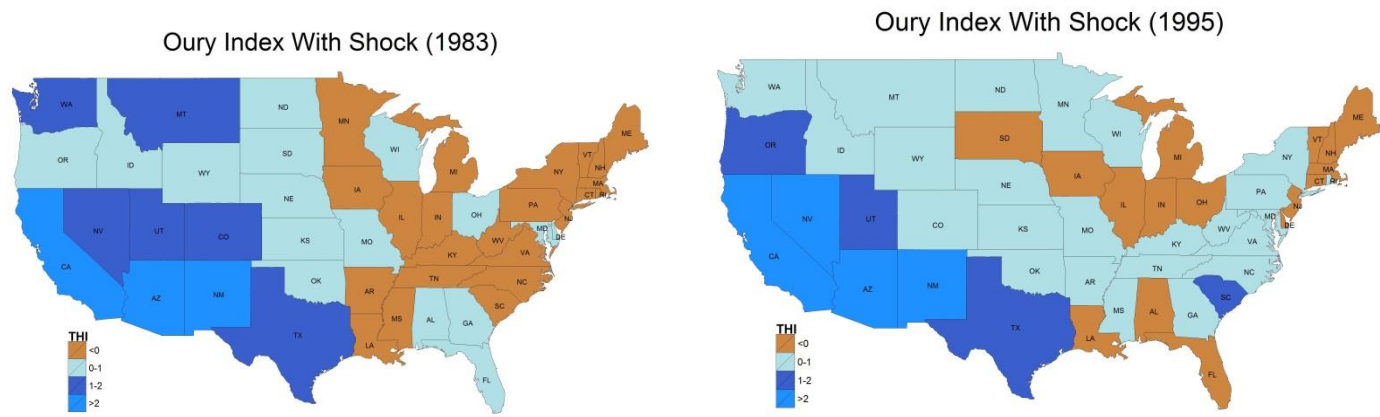 Oury Index With Shock (1983)
WA
MT
ND
MN
ME
OR
ID
SD
WI
MI
VT
NH
NY
MA
CT
RI
WY
NE
IA
PA
NJ
NV
UT
CO
IL
IN
OH
MD
DE
WV
VA
CA
KS
MO
KY
AZ
NM
OK
AR
TN
NC
SC
TX
LA
MS
AL
GA
FL
THI
<0
0-1
1-2
>2
Oury Index With Shock (1995)
WA
MT
ND
MN
ME
OR
ID
SD
WI
MI
VT
NH
NY
MA
CT
RI
WY
NE
IA
PA
NJ
NV
UT
CO
IL
IN
OH
MD
DE
WV
VA
CA
KS
MO
KY
AZ
NM
OK
AR
TN
NC
SC
TX
LA
MS
AL
GA
FL
THI
<0
0-1
1-2
>2